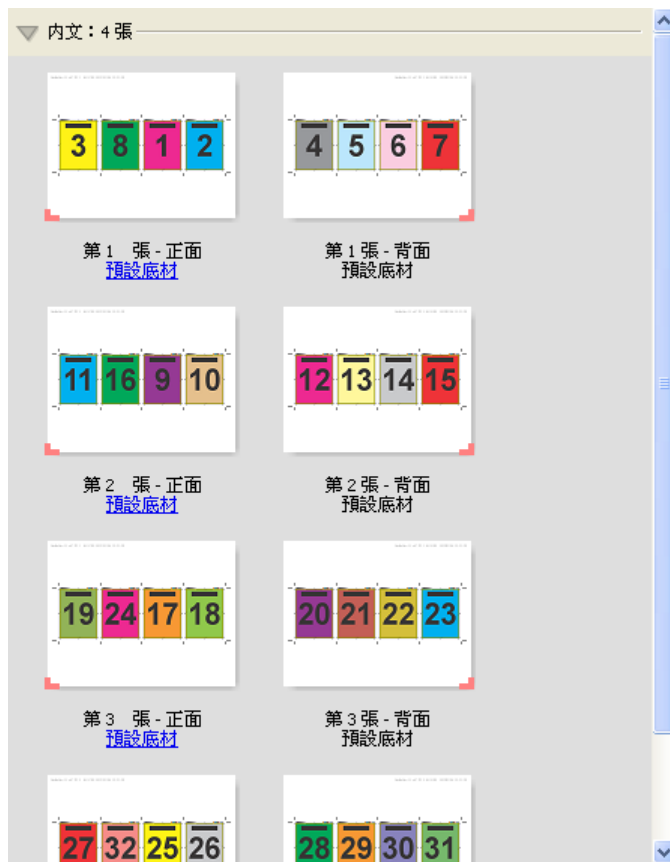 內文：4 張
3 8 1 2
4 5 6 7
第 1 張 - 正面
預設底材
第 1 張 - 背面
預設底材
11 16 9 10
12 13 14 15
第 2 張 - 正面
預設底材
第 2 張 - 背面
預設底材
19 24 17 18
20 21 22 23
第 3 張 - 正面
預設底材
第 3 張 - 背面
預設底材
27 32 25 26
28 29 30 31